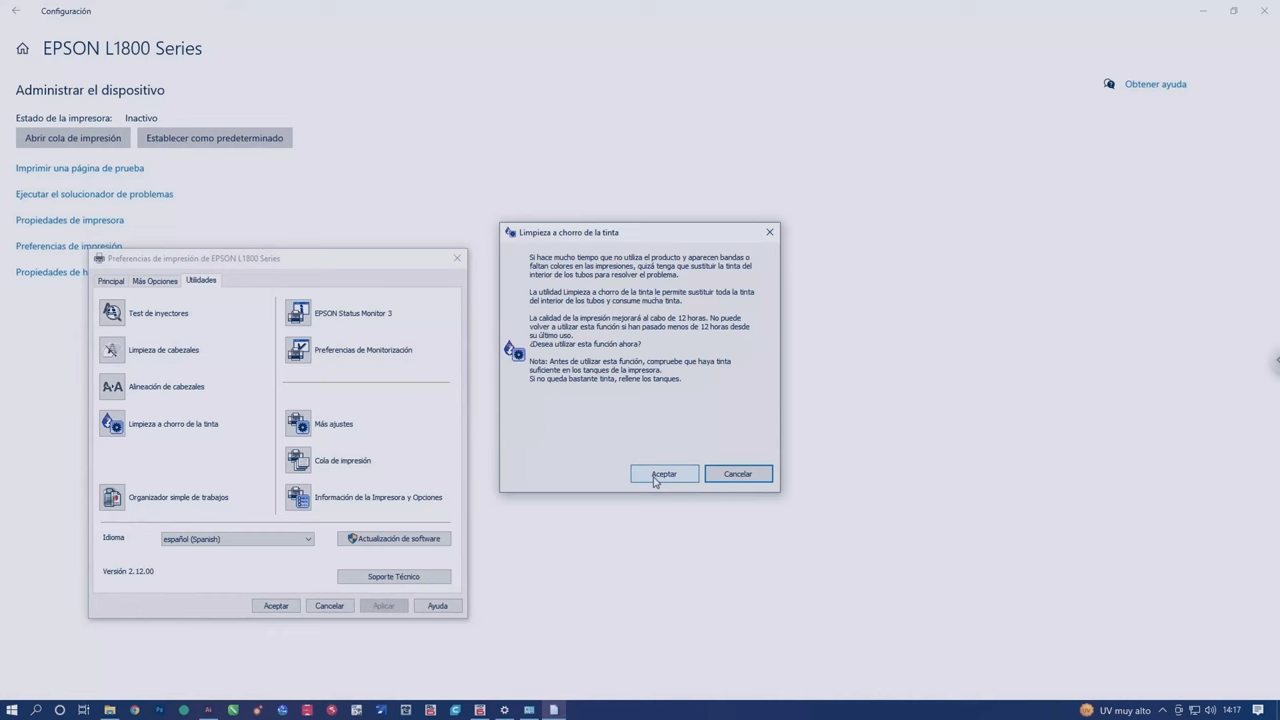 Configuración
EPSON L1800 Series
Administrar el dispositivo
Obtener ayuda
Estado de la impresora: Inactivo
Abrir cola de impresión
Establecer como predeterminado
Imprimir una página de prueba
Ejecutar el solucionador de problemas
Propiedades de impresora
Preferencias de impresión
Propiedades de h
Preferencias de impresión de EPSON L1800 Series
Principal
Más Opciones
Utilidades
Test de inyectores
EPSON Status Monitor 3
Limpieza de cabezales
Preferencias de Monitorización
A·A
Alineación de cabezales
Limpieza a chorro de la tinta
Más ajustes
Cola de impresión
Organizador simple de trabajos
Información de la Impresora y Opciones
Idioma
español (Spanish)
Actualización de software
Versión 2.12.00
Soporte Técnico
Aceptar
Cancelar
Aplicar
Ayuda
Limpieza a chorro de la tinta
Si hace mucho tiempo que no utiliza el producto y aparecen bandas o
faltan colores en las impresiones, quizá tenga que sustituir la tinta del
interior de los tubos para resolver el problema.
La utilidad Limpieza a chorro de la tinta le permite sustituir toda la tinta
del interior de los tubos y consume mucha tinta.
La calidad de la impresión mejorará al cabo de 12 horas. No puede
volver a utilizar esta función si han pasado menos de 12 horas desde
su último uso.
¿Desea utilizar esta función ahora?
Nota: Antes de utilizar esta función, compruebe que haya tinta
suficiente en los tanques de la impresora.
Si no queda bastante tinta, rellene los tanques.
Aceptar
Cancelar
Ps
Ai
UV muy alto
14:17